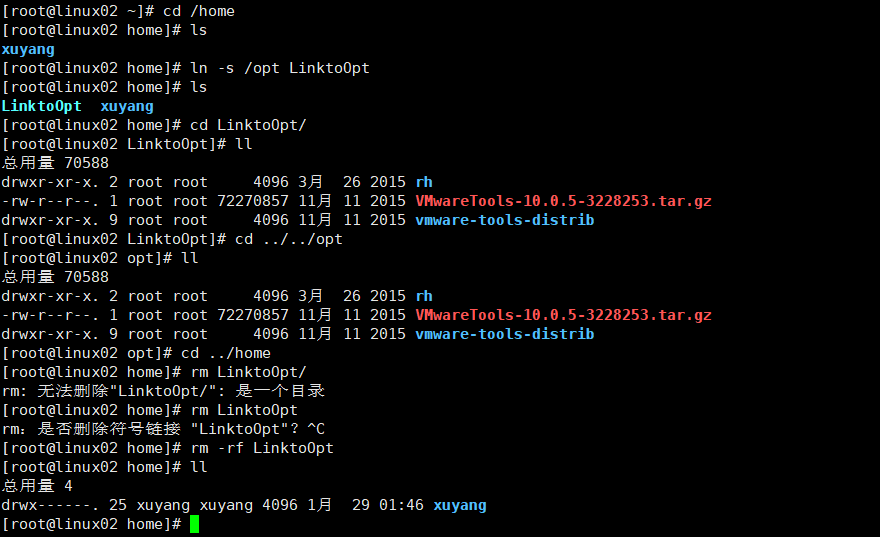 [root@linux02 ~]# cd /home
[root@linux02 home]# ls
xuyang
[root@linux02 home]# ln -s /opt LinktoOpt
[root@linux02 home]# ls
LinktoOpt  xuyang
[root@linux02 home]# cd LinktoOpt/
[root@linux02 LinktoOpt]# ll
总用量 70588
drwxr-xr-x. 2 root root     4096 3月  26 2015 rh
-rw-r--r--. 1 root root 72270857 11月 11 2015 VMwareTools-10.0.5-3228253.tar.gz
drwxr-xr-x. 9 root root     4096 11月 11 2015 vmware-tools-distrib
[root@linux02 LinktoOpt]# cd ../../opt
[root@linux02 opt]# ll
总用量 70588
drwxr-xr-x. 2 root root     4096 3月  26 2015 rh
-rw-r--r--. 1 root root 72270857 11月 11 2015 VMwareTools-10.0.5-3228253.tar.gz
drwxr-xr-x. 9 root root     4096 11月 11 2015 vmware-tools-distrib
[root@linux02 opt]# cd ../home
[root@linux02 home]# rm LinktoOpt/
rm: 无法删除"LinktoOpt/": 是一个目录
[root@linux02 home]# rm LinktoOpt
rm：是否删除符号链接 "LinktoOpt"？^C
[root@linux02 home]# rm -rf LinktoOpt
[root@linux02 home]# ll
总用量 4
drwx------. 25 xuyang xuyang 4096 1月  29 01:46 xuyang
[root@linux02 home]#